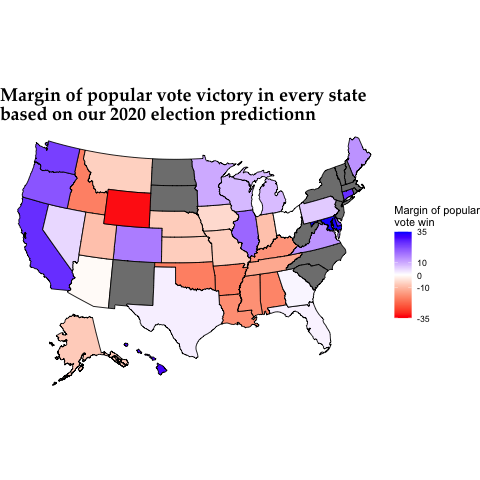 Margin of popular vote victory in every state
based on our 2020 election predictionn
Margin of popular
vote win
35
10
0
-10
-35